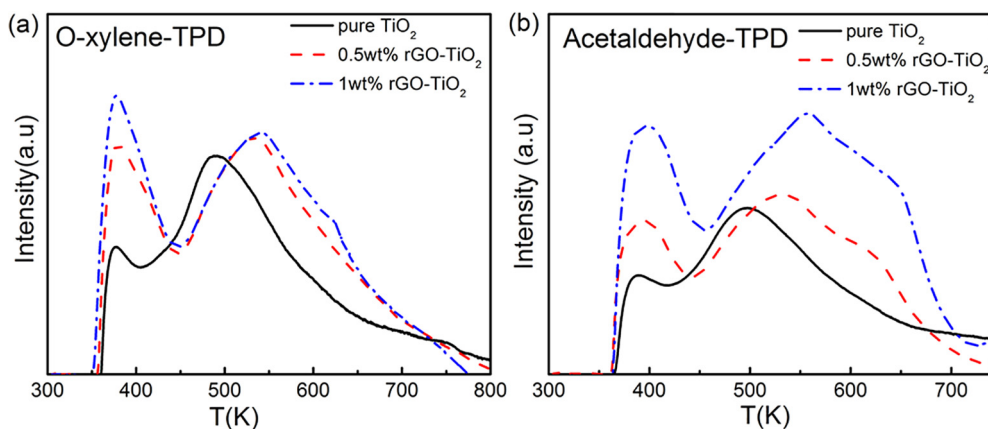 (a)
O-xylene-TPD
pure TiO₂
0.5wt% rGO-TiO₂
1wt% rGO-TiO₂
Intensity(a.u)
300 400 500 600 700 800
T(K)
(b)
Acetaldehyde-TPD
pure TiO₂
0.5wt% rGO-TiO₂
1wt% rGO-TiO₂
Intensity (a.u)
300 400 500 600 700
T(K)